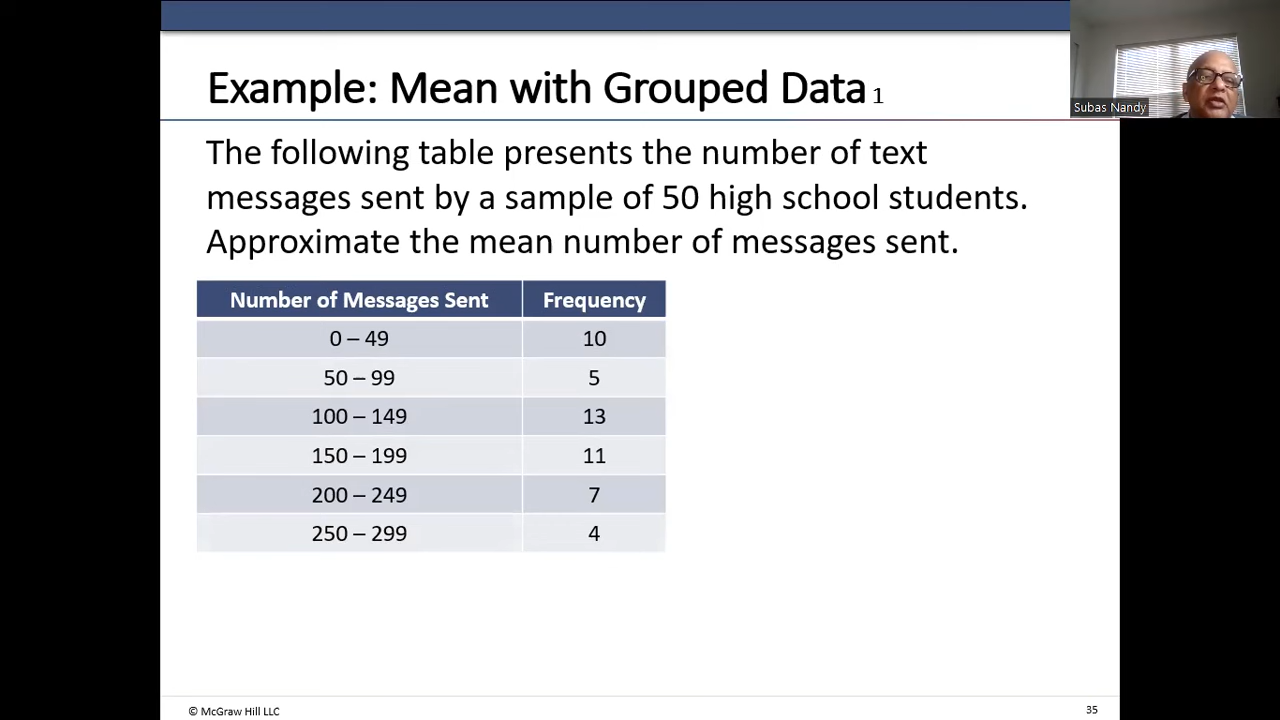 Example: Mean with Grouped Data 1
Subas Nandy
The following table presents the number of text
messages sent by a sample of 50 high school students.
Approximate the mean number of messages sent.
Number of Messages Sent Frequency
0 – 49 10
50 – 99 5
100 – 149 13
150 – 199 11
200 – 249 7
250 – 299 4
© McGraw Hill LLC
35